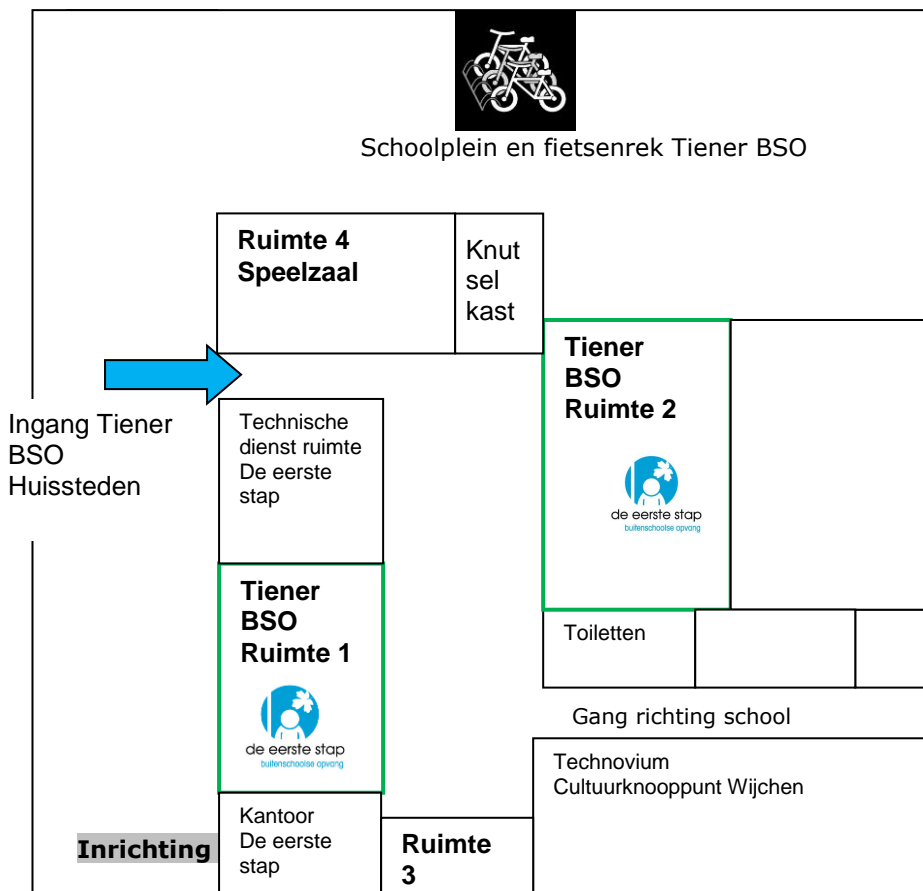 Schoolplein en fietsenrek Tiener BSO
Ruimte 4
Speelzaal
Knut
sel
kast
Tiener
BSO
Ruimte 2
de eerste stap
buitenschoolse opvang
Ingang Tiener
BSO
Huissteden
Technische
dienst ruimte
De eerste
stap
Tiener
BSO
Ruimte 1
de eerste stap
buitenschoolse opvang
Toiletten
Gang richting school
Technovium
Cultuurknooppunt Wijchen
Kantoor
De eerste
stap
Ruimte
3
Inrichting